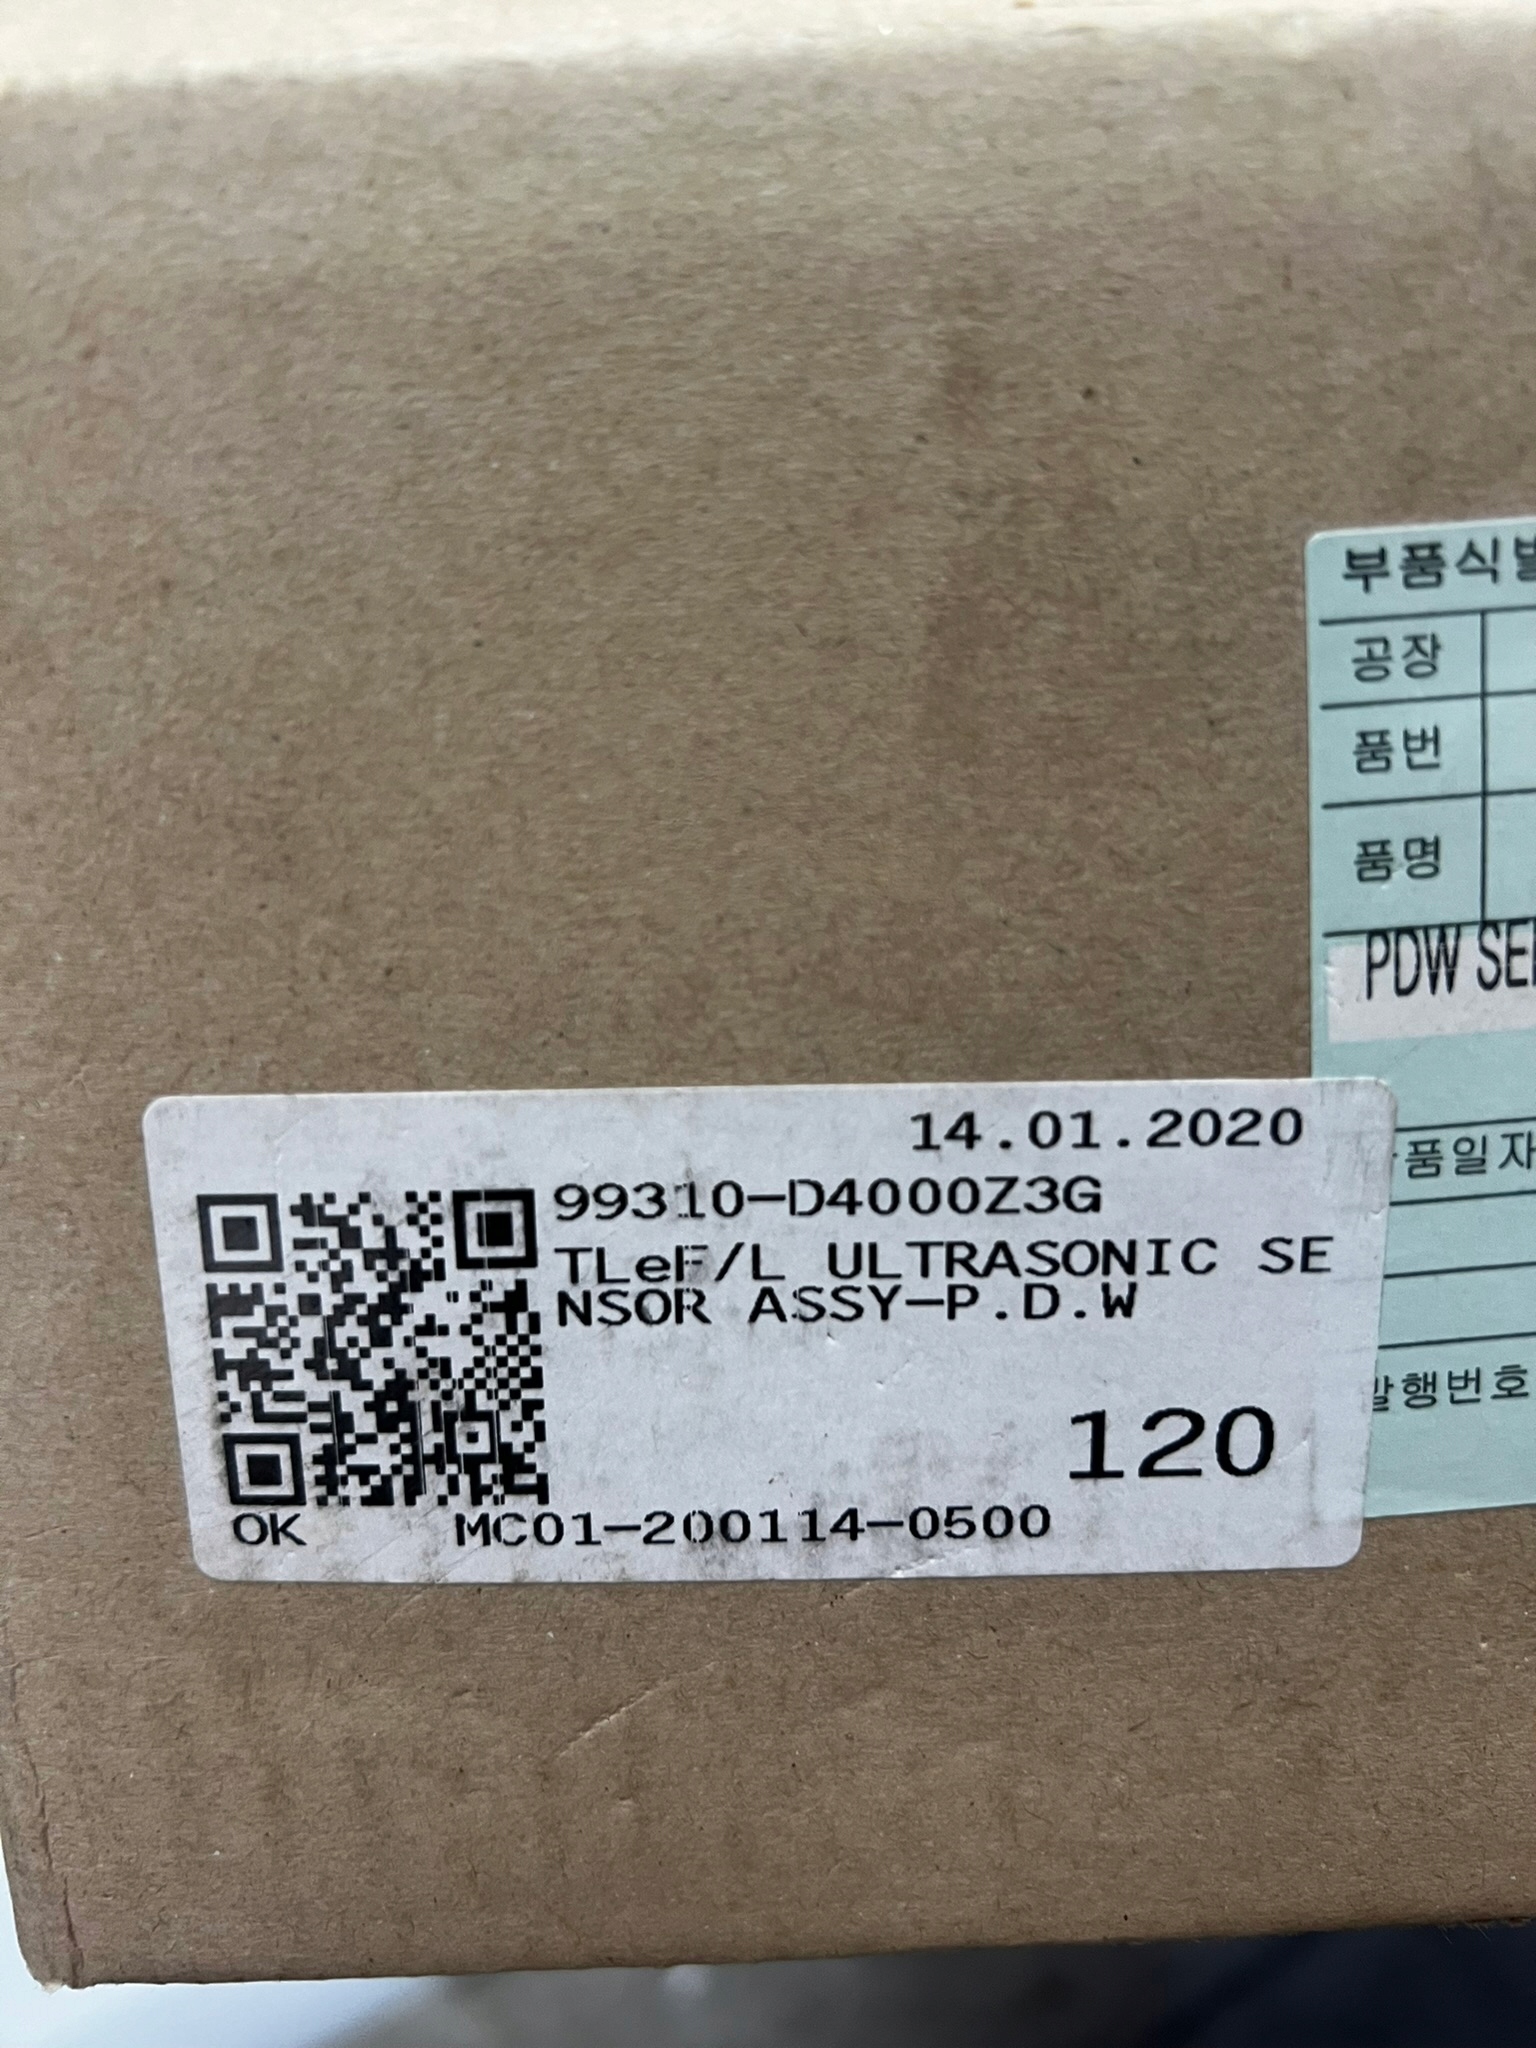 부품식별
공장
품번
품명
PDW SE
14.01.2020
99310-D4000Z3G
TLeF/L ULTRASONIC SE
NSOR ASSY-P.D.W
120
OK MC01-200114-0500
품일자
발행번호